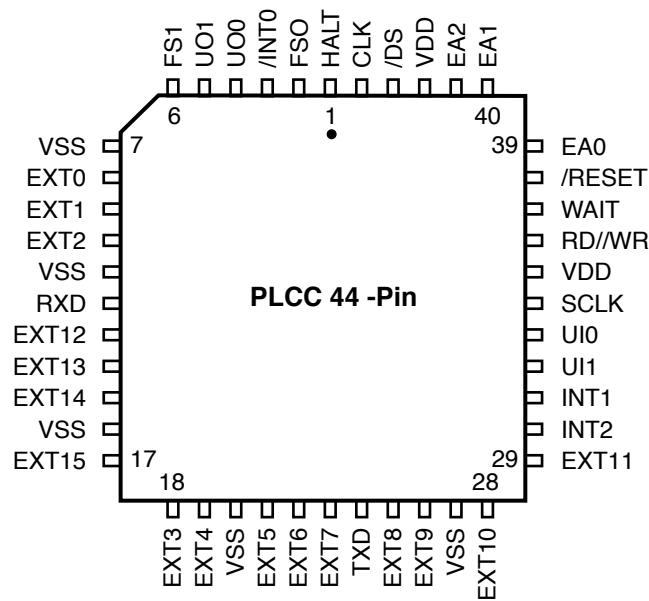 FS1 UO1 UO0 /INT0 FSO HALT CLK /DS VDD EA2 EA1
6 1 40
VSS 7 39 EA0
EXT0 /RESET
EXT1 WAIT
EXT2 RD//WR
VSS VDD
RXD PLCC 44 -Pin SCLK
EXT12 UI0
EXT13 UI1
EXT14 INT1
VSS INT2
EXT15 17 29 EXT11
18 28
EXT3 EXT4 VSS EXT5 EXT6 EXT7 TXD EXT8 EXT9 VSS EXT10